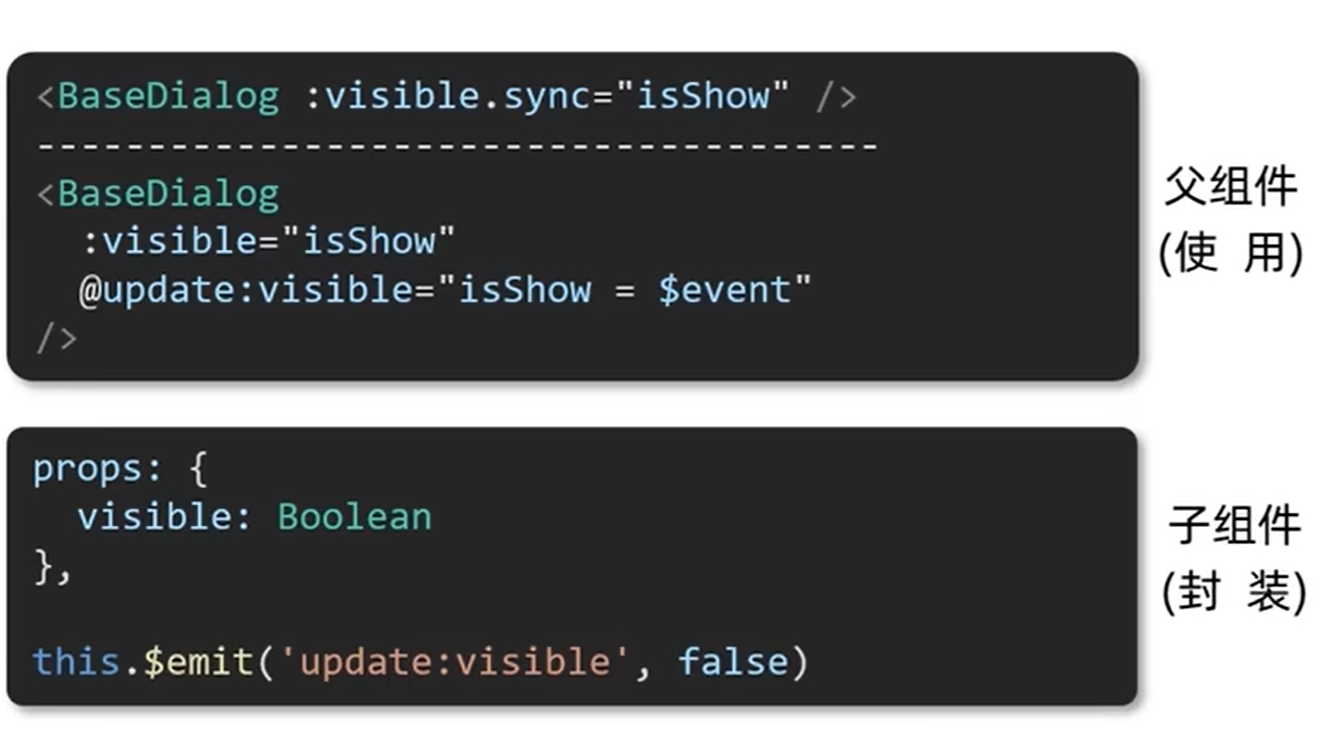 <BaseDialog :visible.sync="isShow" />
--------------------------------------
<BaseDialog
  :visible="isShow"
  @update:visible="isShow = $event"
/>
父组件
(使 用)
props: {
  visible: Boolean
},
this.$emit('update:visible', false)
子组件
(封 装)